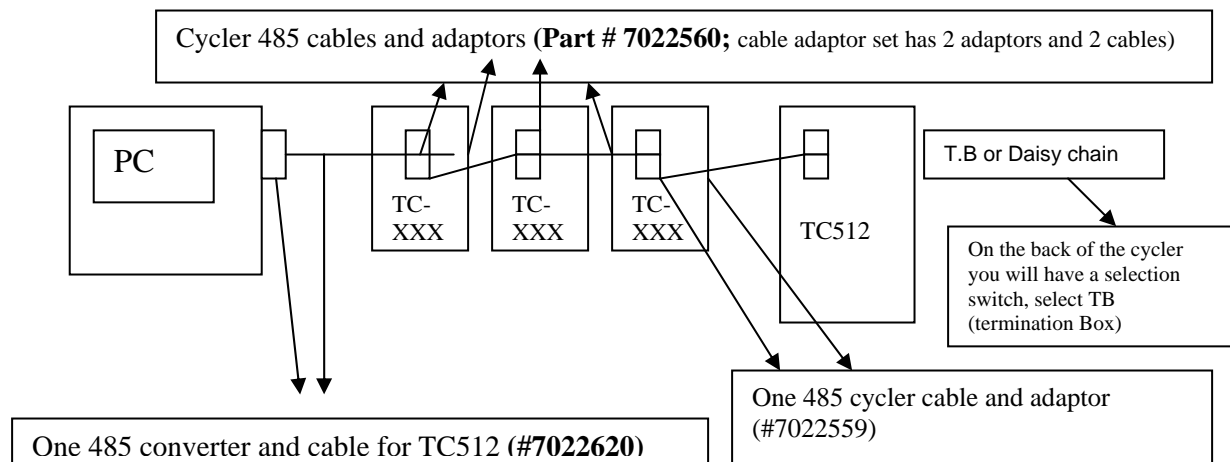 Cycler 485 cables and adaptors (Part # 7022560; cable adaptor set has 2 adaptors and 2 cables)
PC
TC-
XXX
TC-
XXX
TC-
XXX
TC512
T.B or Daisy chain
On the back of the cycler
you will have a selection
switch, select TB
(termination Box)
One 485 cycler cable and adaptor
(#7022559)
One 485 converter and cable for TC512 (#7022620)